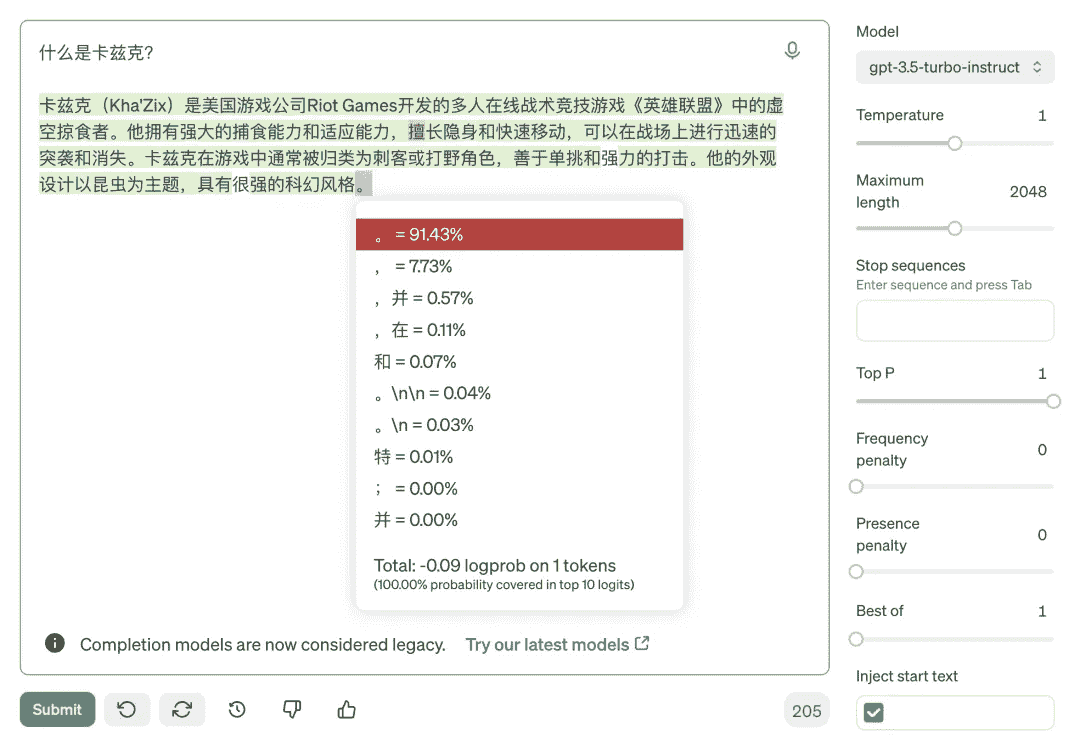 什么是卡兹克？
卡兹克（Kha'Zix）是美国游戏公司Riot Games开发的多人在线战术竞技游戏《英雄联盟》中的虚
空掠食者。他拥有强大的捕食能力和适应能力，擅长隐身和快速移动，可以在战场上进行迅速的
突袭和消失。卡兹克在游戏中通常被归类为刺客或打野角色，善于单挑和强力的打击。他的外观
设计以昆虫为主题，具有很强的科幻风格。
。 = 91.43%
， = 7.73%
，并 = 0.57%
，在 = 0.11%
和 = 0.07%
。\n\n = 0.04%
。\n = 0.03%
特 = 0.01%
； = 0.00%
并 = 0.00%
Total: -0.09 logprob on 1 tokens
(100.00% probability covered in top 10 logits)
Completion models are now considered legacy. Try our latest models
Submit
205
Model
gpt-3.5-turbo-instruct
Temperature 1
Maximum
length 2048
Stop sequences
Enter sequence and press Tab
Top P 1
Frequency
penalty 0
Presence
penalty 0
Best of 1
Inject start text